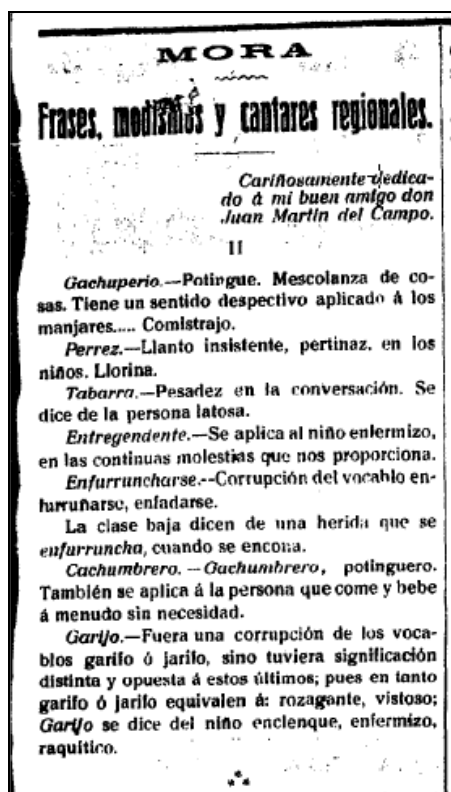 MORA
Frases, modismos y cantares regionales.
Cariñosamente dedica-
do á mi buen amigo don
Juan Martin del Campo.
II
Gachuperio.—Potingue. Mescolanza de co-
sas. Tiene un sentido despectivo aplicado á los
manjares..... Comistrajo.
Perrez.—Llanto insistente, pertinaz. en los
niños. Llorina.
Tabarra.—Pesadez en la conversación. Se
dice de la persona latosa.
Entregendente.—Se aplica al niño enfermizo,
en las continuas molestias que nos proporciona.
Enfurruncharse.--Corrupción del vocablo en-
furruñarse, enfadarse.
La clase baja dicen de una herida que se
enfurruncha, cuando se encona.
Cachumbrero.—Gachumbrero, potinguero.
También se aplica á la persona que come y bebe
á menudo sin necesidad.
Garijo.—Fuera una corrupción de los voca-
blos garifo ó jarifo, sino tuviera significación
distinta y opuesta á estos últimos; pues en tanto
garifo ó jarifo equivalen á: rozagante, vistoso;
Garijo se dice del niño enclenque, enfermizo,
raquítico.